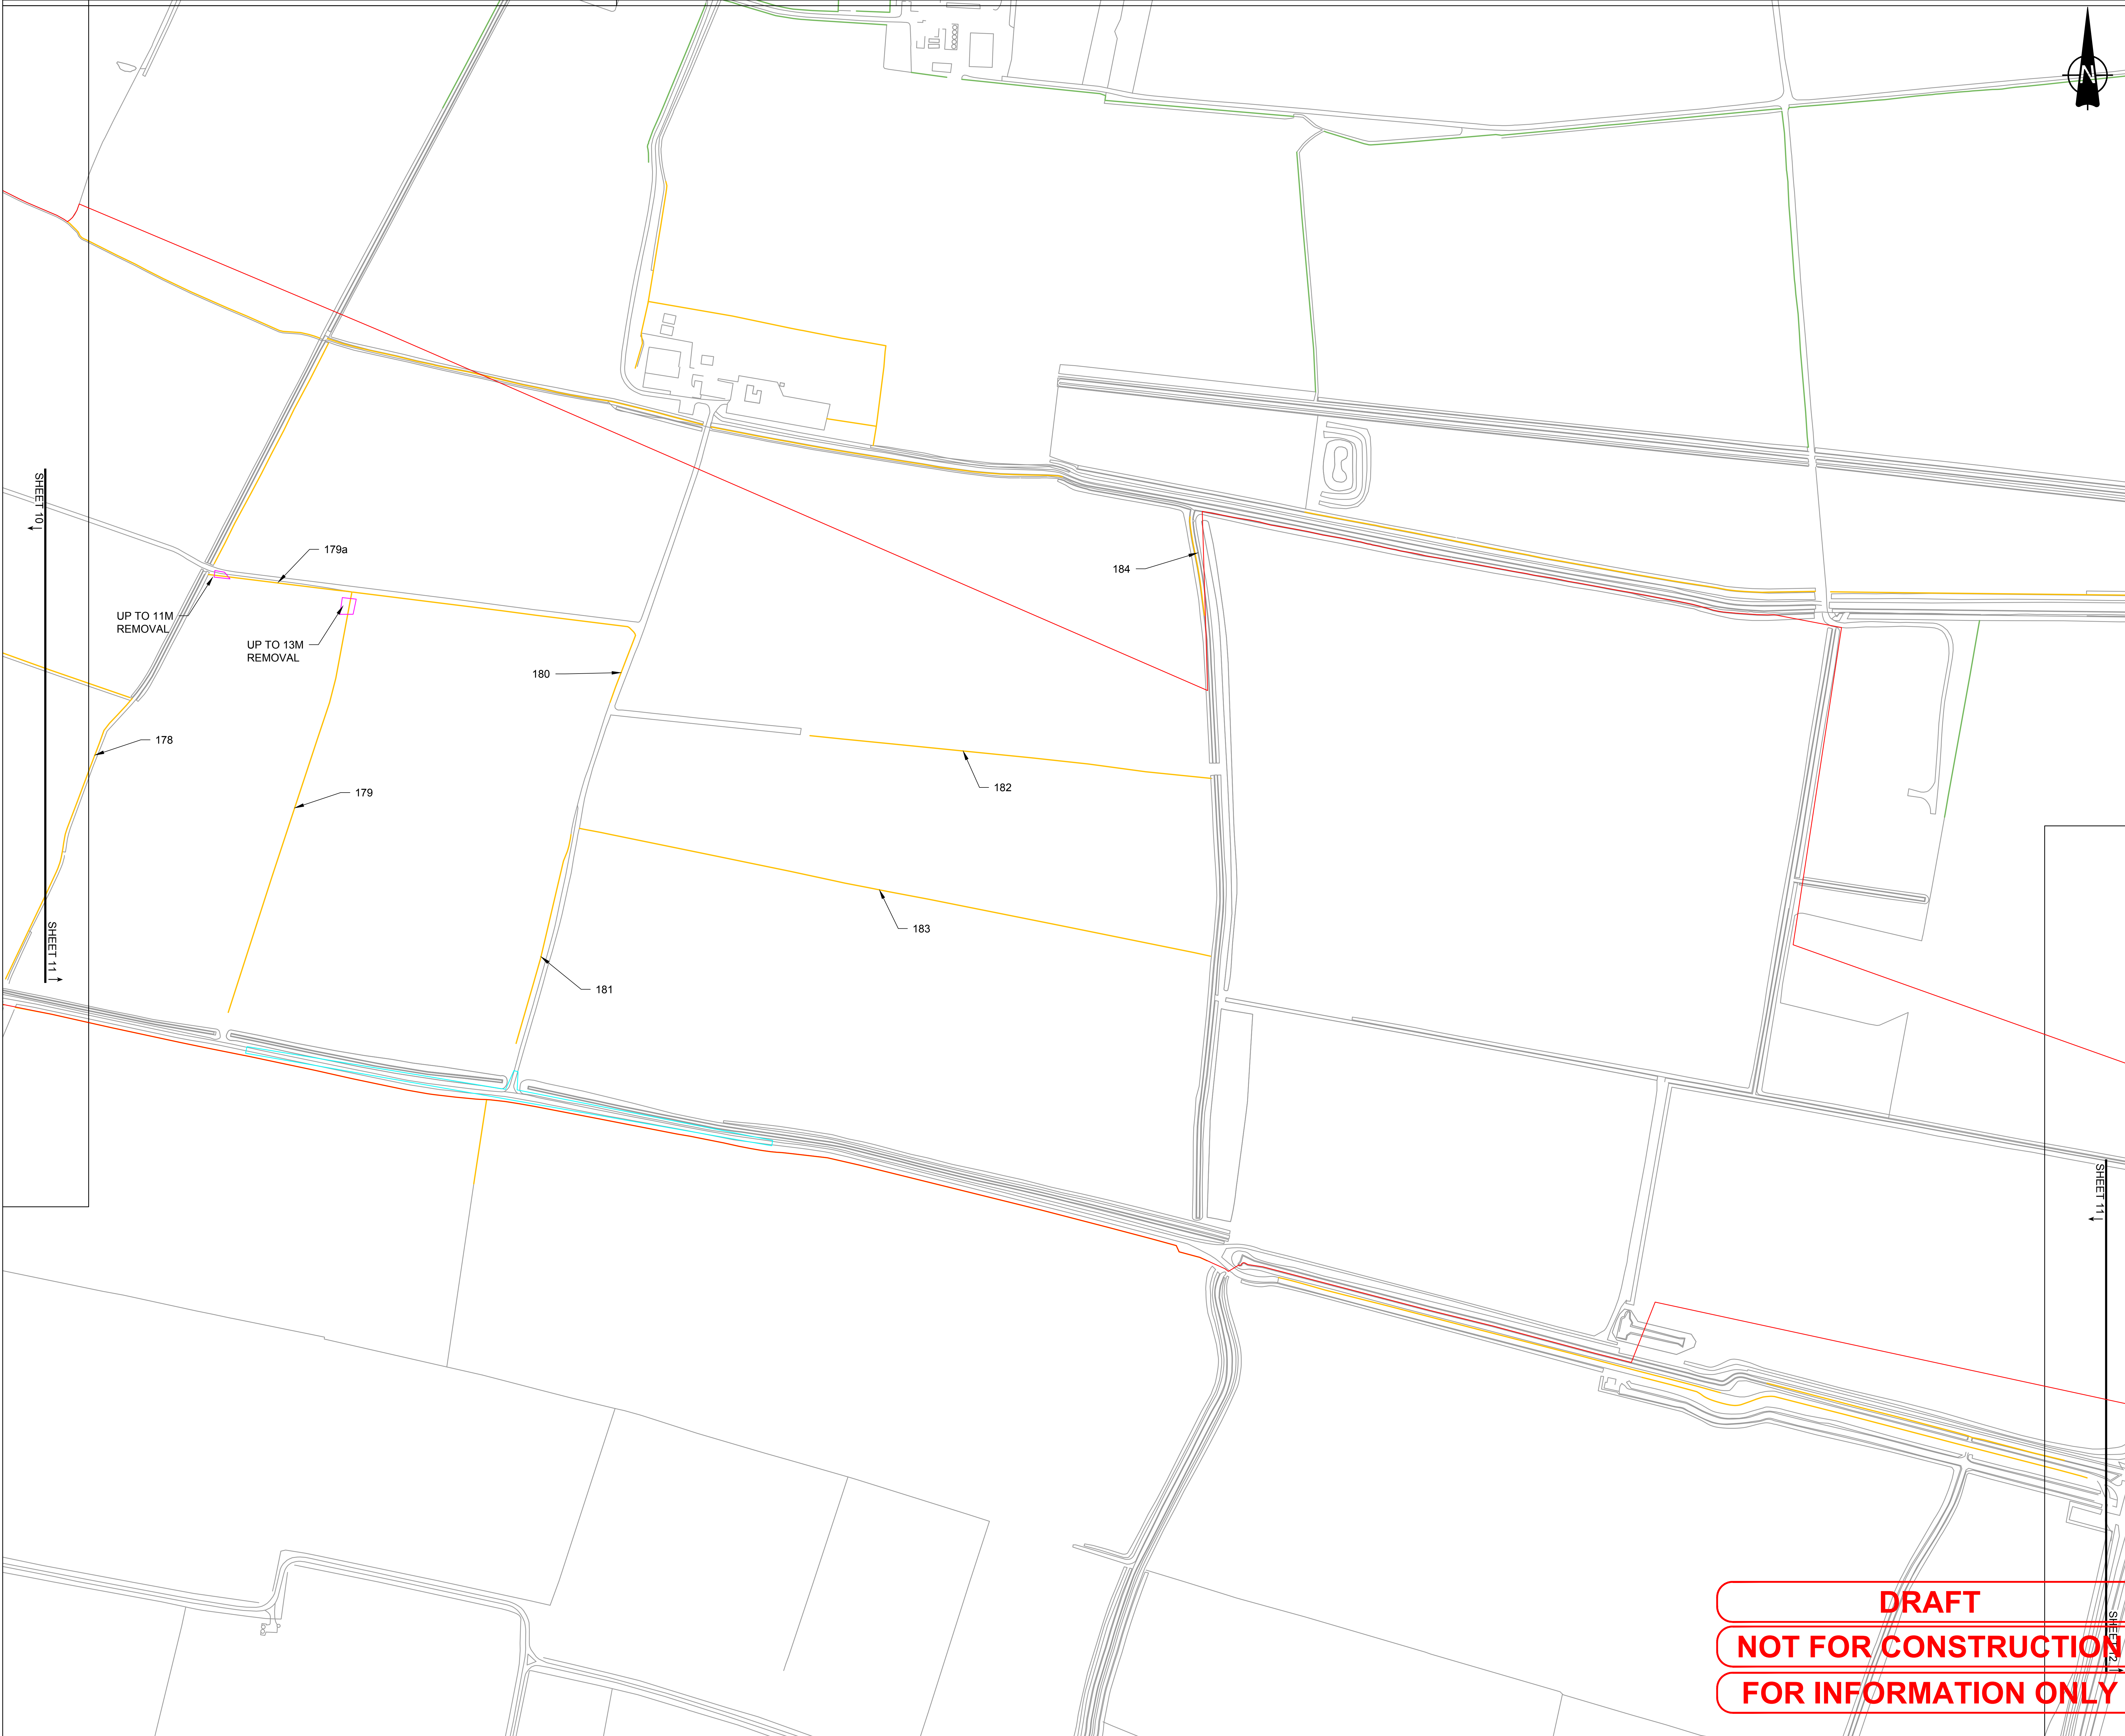 N
SHEET 10
179a
184
UP TO 11M
REMOVAL
UP TO 13M
REMOVAL
180
178
182
179
183
SHEET 11
181
SHEET 11
DRAFT
NOT FOR CONSTRUCTION
FOR INFORMATION ONLY